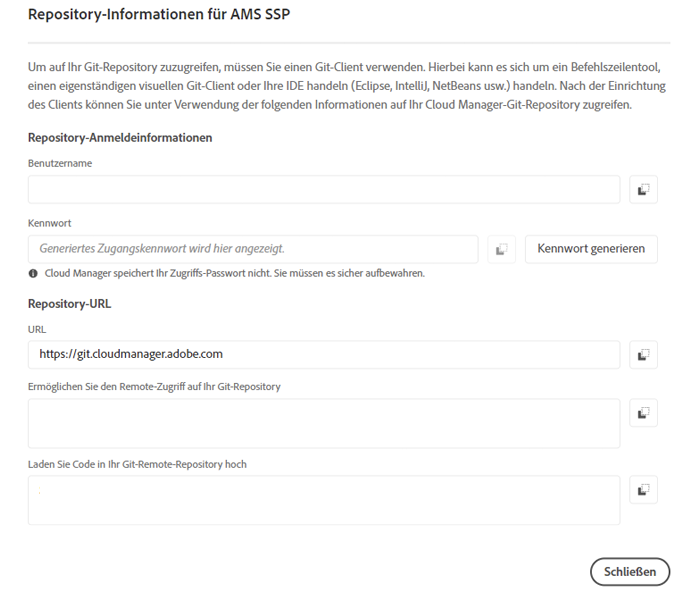 Repository-Informationen für AMS SSP
Um auf Ihr Git-Repository zuzugreifen, müssen Sie einen Git-Client verwenden. Hierbei kann es sich um ein Befehlszeilentool,
einen eigenständigen visuellen Git-Client oder Ihre IDE handeln (Eclipse, IntelliJ, NetBeans usw.) handeln. Nach der Einrichtung
des Clients können Sie unter Verwendung der folgenden Informationen auf Ihr Cloud Manager-Git-Repository zugreifen.
Repository-Anmeldeinformationen
Benutzername
Kennwort
Generiertes Zugangskennwort wird hier angezeigt.
Kennwort generieren
Cloud Manager speichert Ihr Zugriffs-Passwort nicht. Sie müssen es sicher aufbewahren.
Repository-URL
URL
https://git.cloudmanager.adobe.com
Ermöglichen Sie den Remote-Zugriff auf Ihr Git-Repository
Laden Sie Code in Ihr Git-Remote-Repository hoch
Schließen